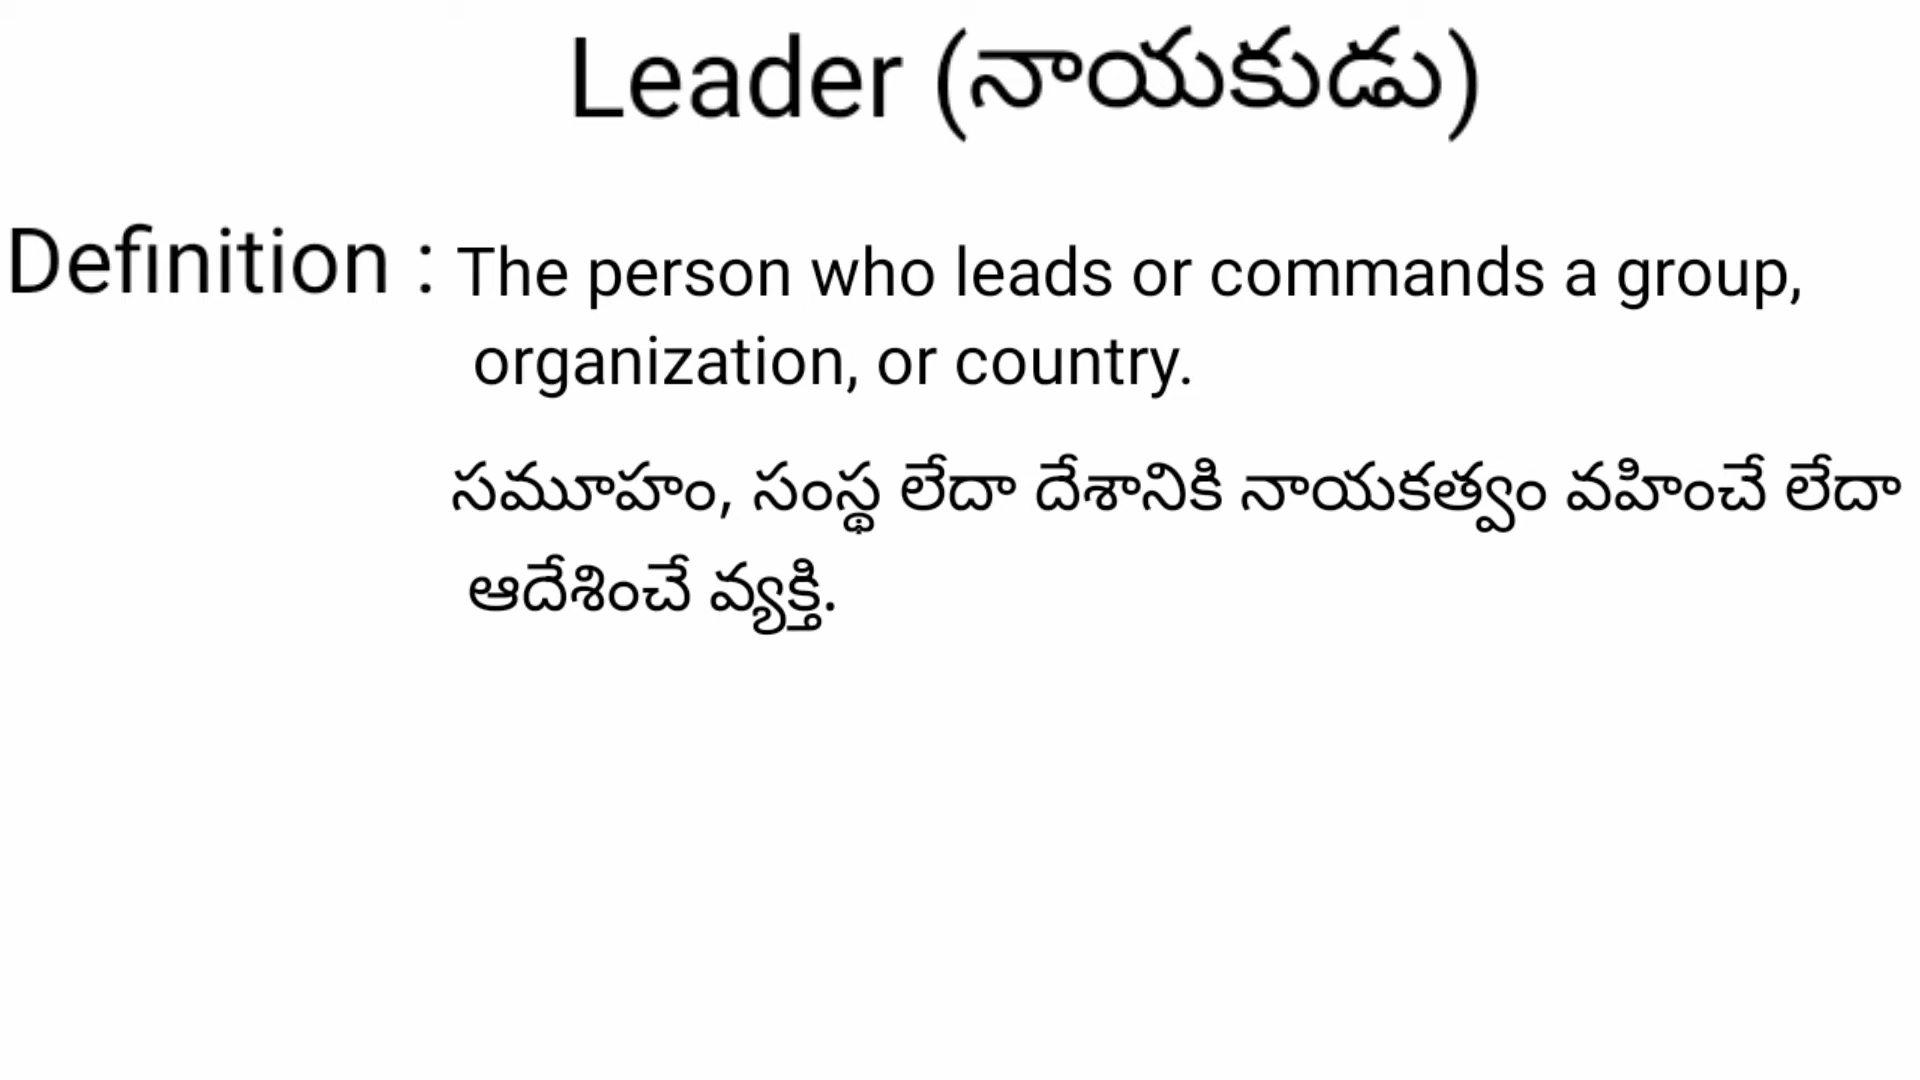 Leader (నాయకుడు)
Definition : The person who leads or commands a group,
organization, or country.
సమూహం, సంస్థ లేదా దేశానికి నాయకత్వం వహించే లేదా
ఆదేశించే వ్యక్తి.